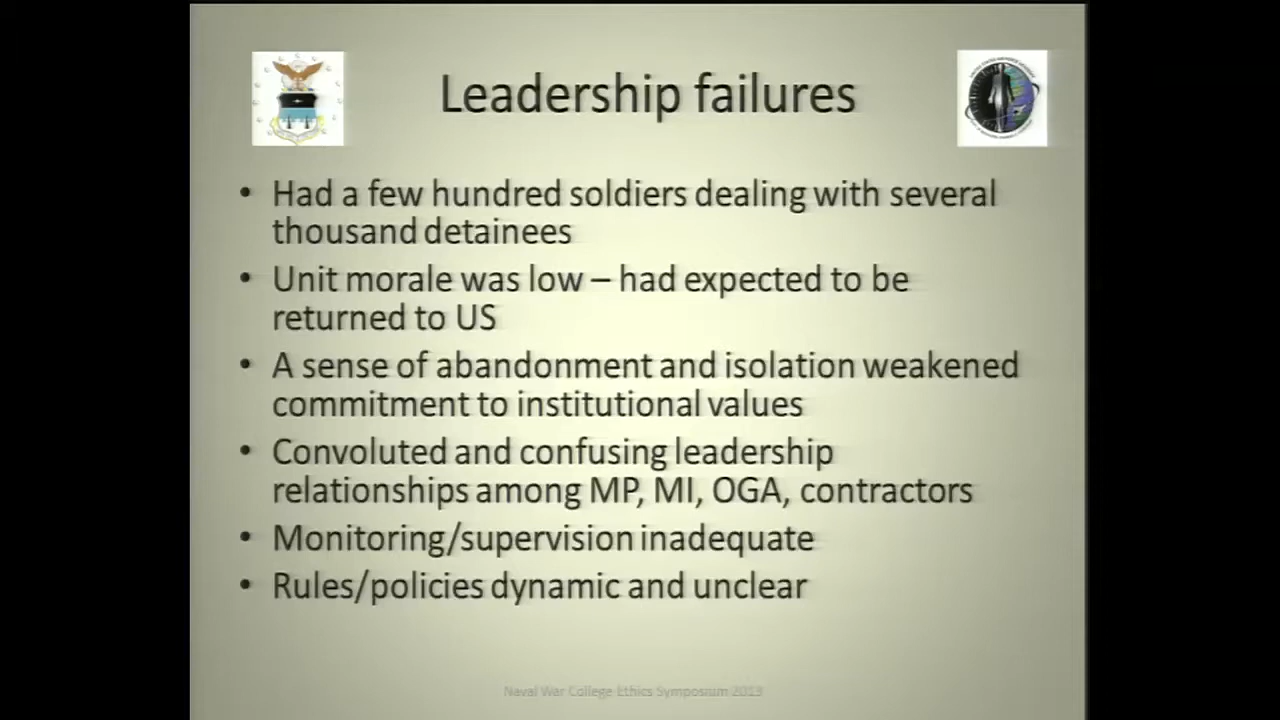 Leadership failures
• Had a few hundred soldiers dealing with several
thousand detainees
• Unit morale was low – had expected to be
returned to US
• A sense of abandonment and isolation weakened
commitment to institutional values
• Convoluted and confusing leadership
relationships among MP, MI, OGA, contractors
• Monitoring/supervision inadequate
• Rules/policies dynamic and unclear
Naval War College Ethics Symposium 2013